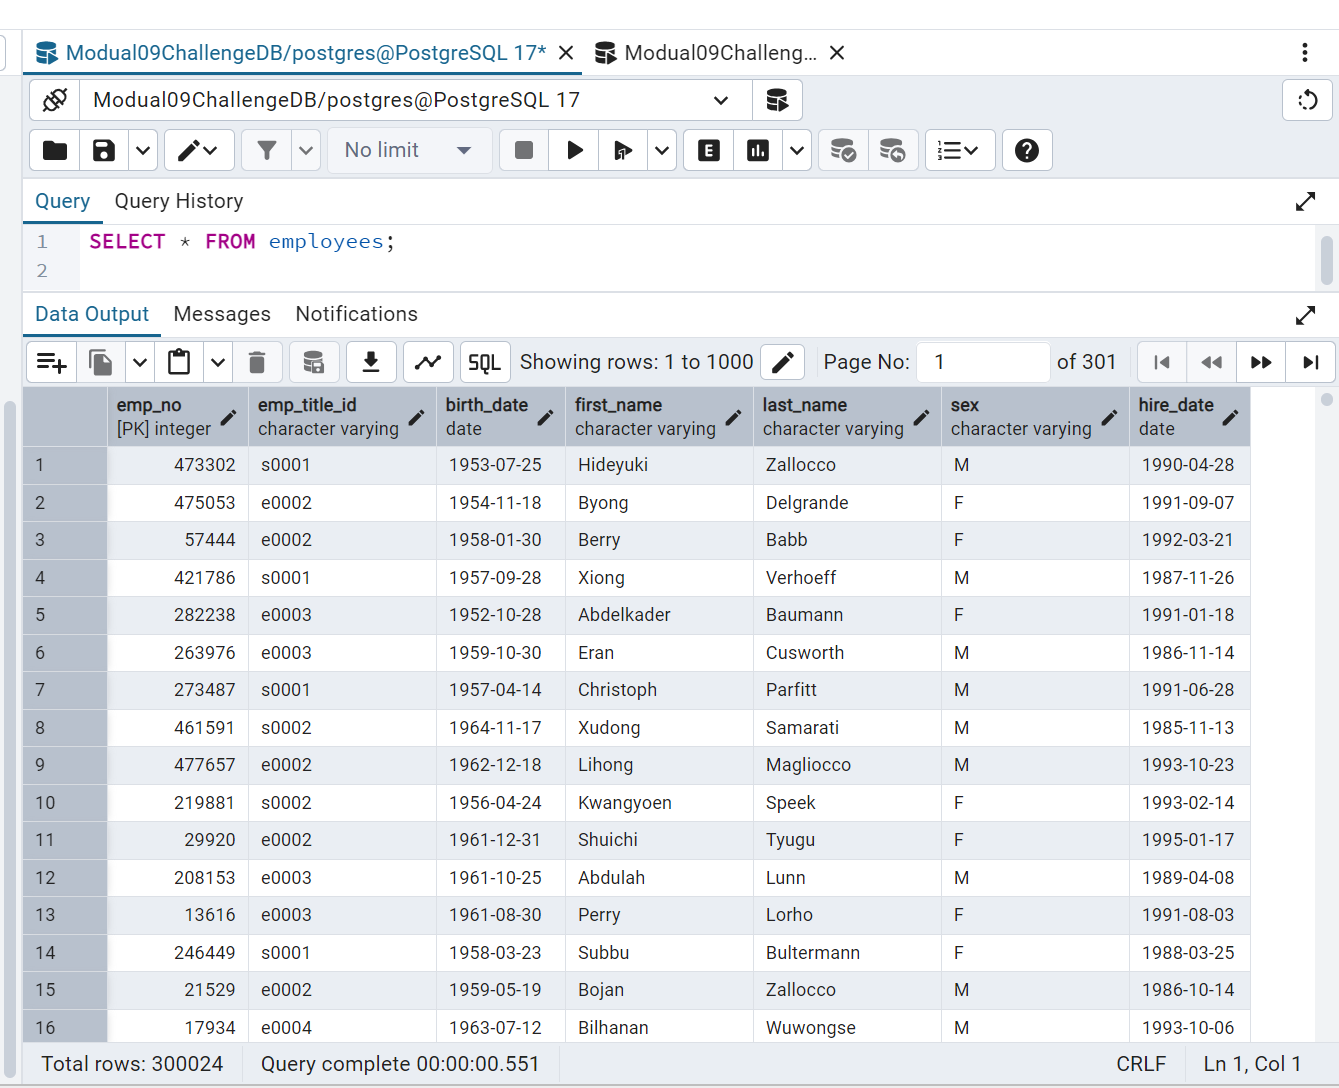 Modual09ChallengeDB/postgres@PostgreSQL 17* Modual09Challeng...
Modual09ChallengeDB/postgres@PostgreSQL 17
No limit E
Query Query History
1 SELECT * FROM employees;
2
Data Output Messages Notifications
SQL Showing rows: 1 to 1000 Page No: 1 of 301
emp_no emp_title_id birth_date first_name last_name sex hire_date
[PK] integer character varying date character varying character varying character varying date
1 473302 s0001 1953-07-25 Hideyuki Zallocco M 1990-04-28
2 475053 e0002 1954-11-18 Byong Delgrande F 1991-09-07
3 57444 e0002 1958-01-30 Berry Babb F 1992-03-21
4 421786 s0001 1957-09-28 Xiong Verhoeff M 1987-11-26
5 282238 e0003 1952-10-28 Abdelkader Baumann F 1991-01-18
6 263976 e0003 1959-10-30 Eran Cusworth M 1986-11-14
7 273487 s0001 1957-04-14 Christoph Parfitt M 1991-06-28
8 461591 s0002 1964-11-17 Xudong Samarati M 1985-11-13
9 477657 e0002 1962-12-18 Lihong Magliocco M 1993-10-23
10 219881 s0002 1956-04-24 Kwangyoen Speek F 1993-02-14
11 29920 e0002 1961-12-31 Shuichi Tyugu F 1995-01-17
12 208153 e0003 1961-10-25 Abdulah Lunn M 1989-04-08
13 13616 e0003 1961-08-30 Perry Lorho F 1991-08-03
14 246449 s0001 1958-03-23 Subbu Bultermann F 1988-03-25
15 21529 e0002 1959-05-19 Bojan Zallocco M 1986-10-14
16 17934 e0004 1963-07-12 Bilhanan Wuwongse M 1993-10-06
Total rows: 300024 Query complete 00:00:00.551 CRLF Ln 1, Col 1